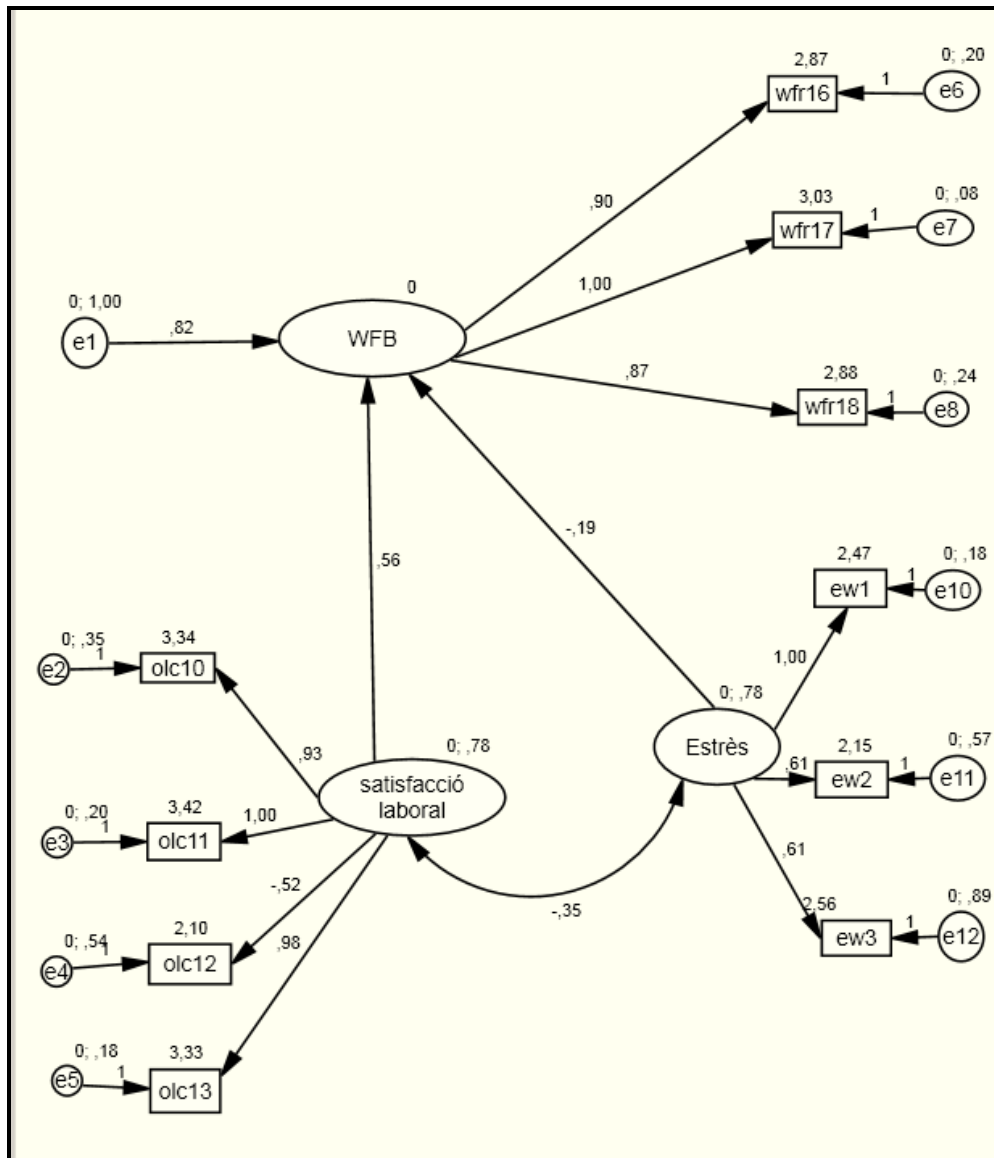 2,87
0; ,20
wfr16
1
e6
,90
3,03
0; ,08
wfr17
1
e7
0; 1,00
0
1,00
e1
,82
WFB
,87
2,88
0; ,24
wfr18
1
e8
-,19
,56
2,47
0; ,18
ew1
1
e10
0; ,35
3,34
1
e2
olc10
1,00
0; ,78
,93
0; ,78
Estrès
2,15
0; ,57
,61
ew2
1
e11
satisfacció
laboral
0; ,20
3,42
1
e3
olc11
1,00
,61
-,52
2,56
0; ,89
-,35
ew3
1
e12
0; ,54
2,10
1
e4
olc12
,98
0; ,18
3,33
1
e5
olc13